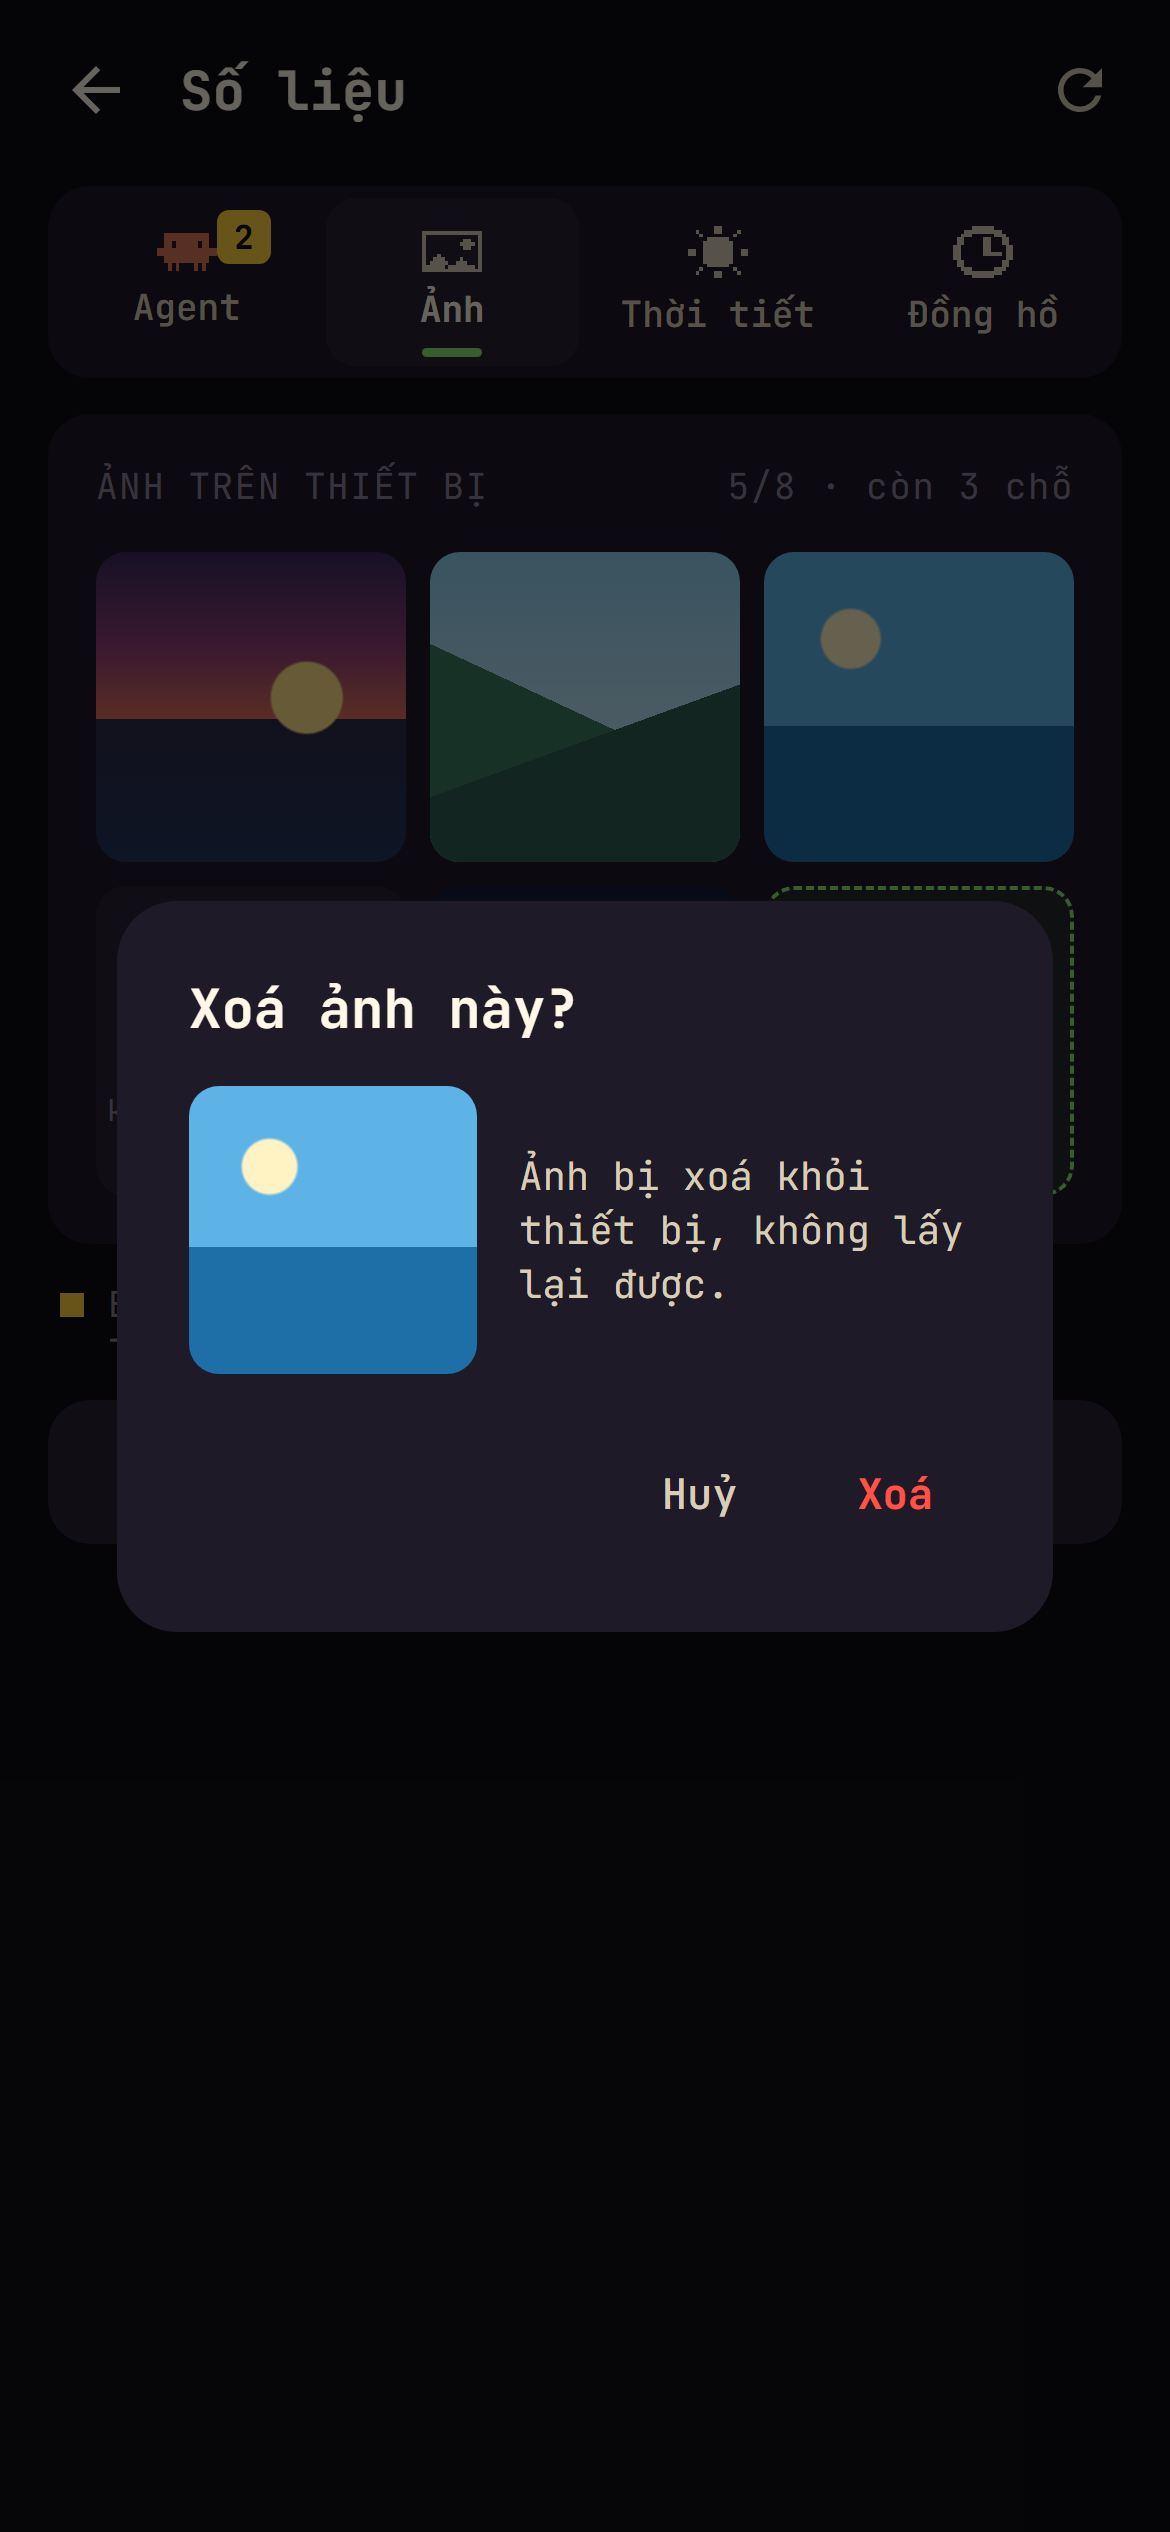 Số liệu
2
Agent
Ảnh
Thời tiết
Đồng hồ
ẢNH TRÊN THIẾT BỊ
5/8 · còn 3 chỗ
Xoá ảnh này?
Ảnh bị xoá khỏi
thiết bị, không lấy
lại được.
Huỷ
Xoá